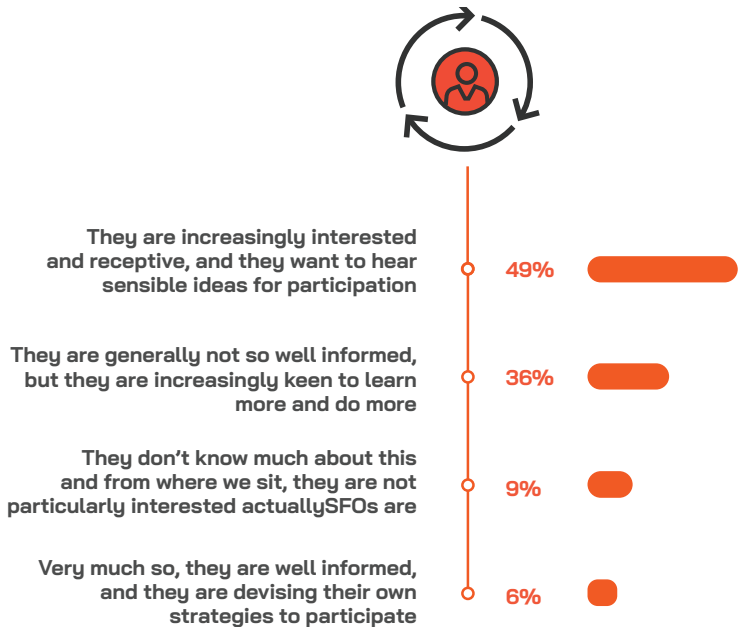 They are increasingly interested
and receptive, and they want to hear
sensible ideas for participation
49%
They are generally not so well informed,
but they are increasingly keen to learn
more and do more
36%
They don't know much about this
and from where we sit, they are not
particularly interested actuallySFOs are
9%
Very much so, they are well informed,
and they are devising their own
strategies to participate
6%